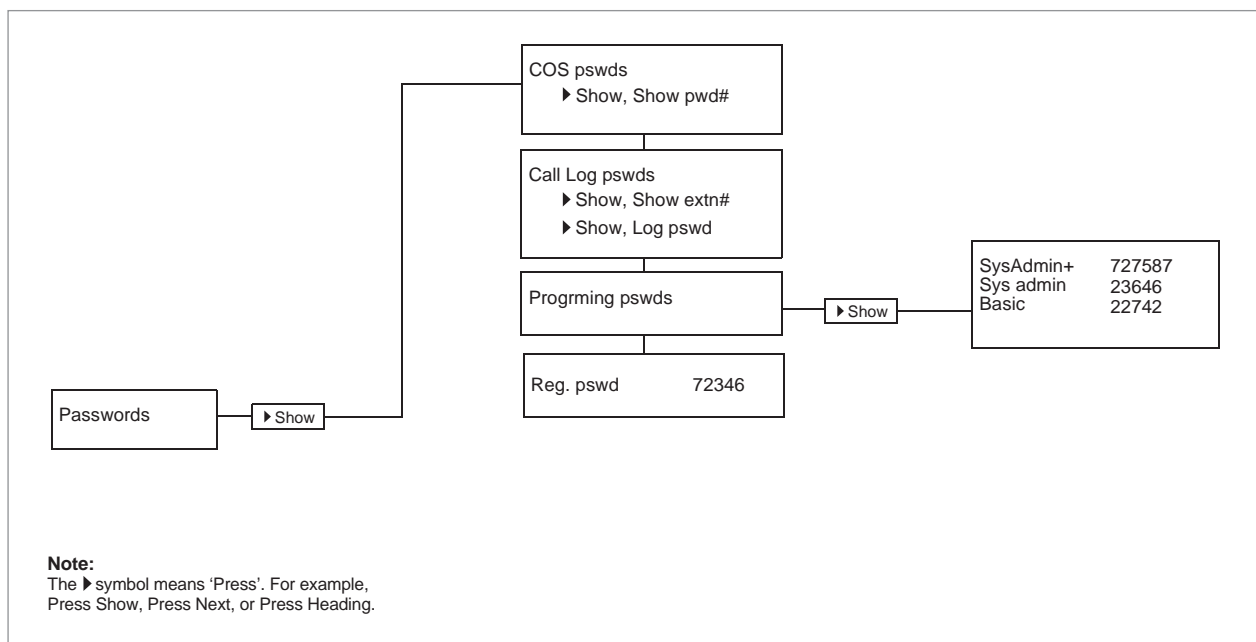 COS pswds
▶ Show, Show pwd#
Call Log pswds
▶ Show, Show extn#
▶ Show, Log pswd
Progrming pswds
▶ Show
SysAdmin+ 727587
Sys admin 23646
Basic 22742
Reg. pswd 72346
Passwords
▶ Show
Note:
The ▶ symbol means ‘Press’. For example,
Press Show, Press Next, or Press Heading.